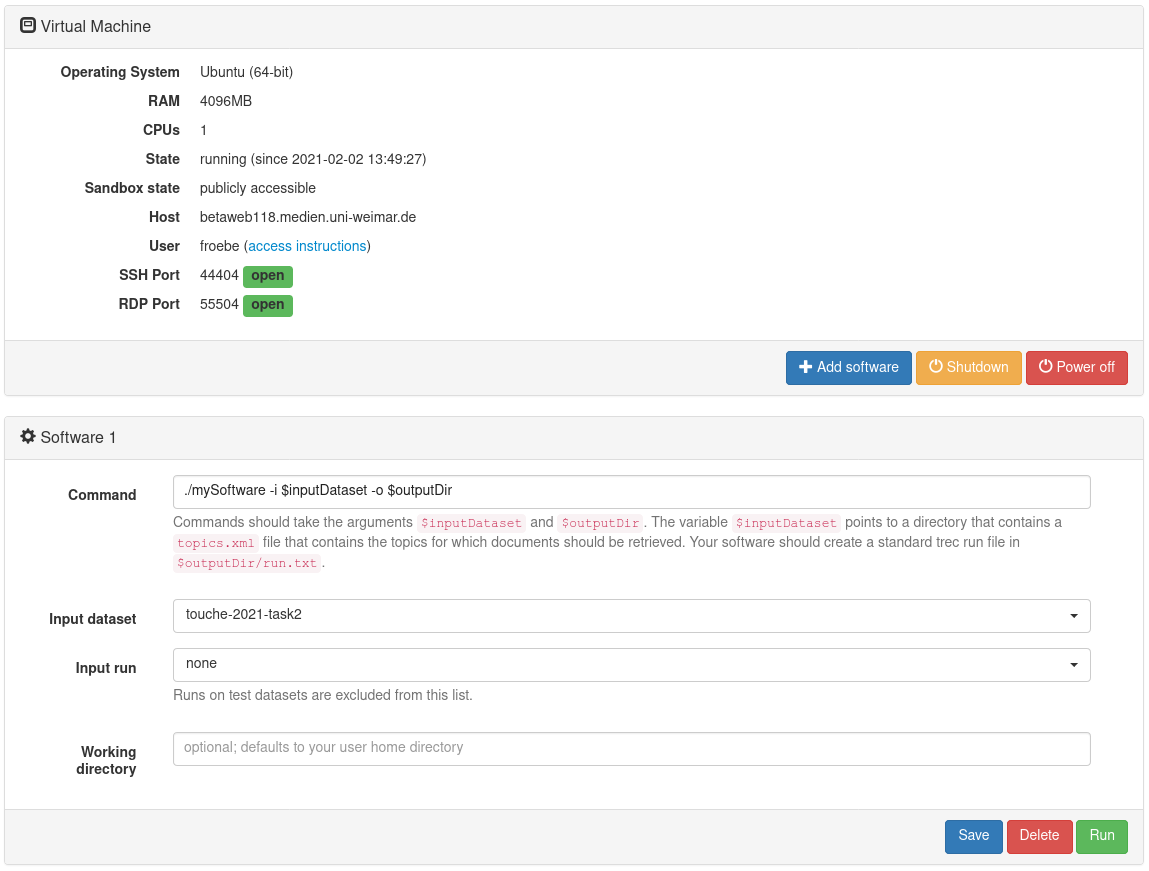 Virtual Machine
Operating System Ubuntu (64-bit)
RAM 4096MB
CPUs 1
State running (since 2021-02-02 13:49:27)
Sandbox state publicly accessible
Host betaweb118.medien.uni-weimar.de
User froebe (access instructions)
SSH Port 44404 open
RDP Port 55504 open
Add software Shutdown Power off
Software 1
Command ./mySoftware -i $inputDataset -o $outputDir
Commands should take the arguments $inputDataset and $outputDir. The variable $inputDataset points to a directory that contains a
topics.xml file that contains the topics for which documents should be retrieved. Your software should create a standard trec run file in
$outputDir/run.txt.
Input dataset touche-2021-task2
Input run none
Runs on test datasets are excluded from this list.
Working optional; defaults to your user home directory
directory
Save Delete Run